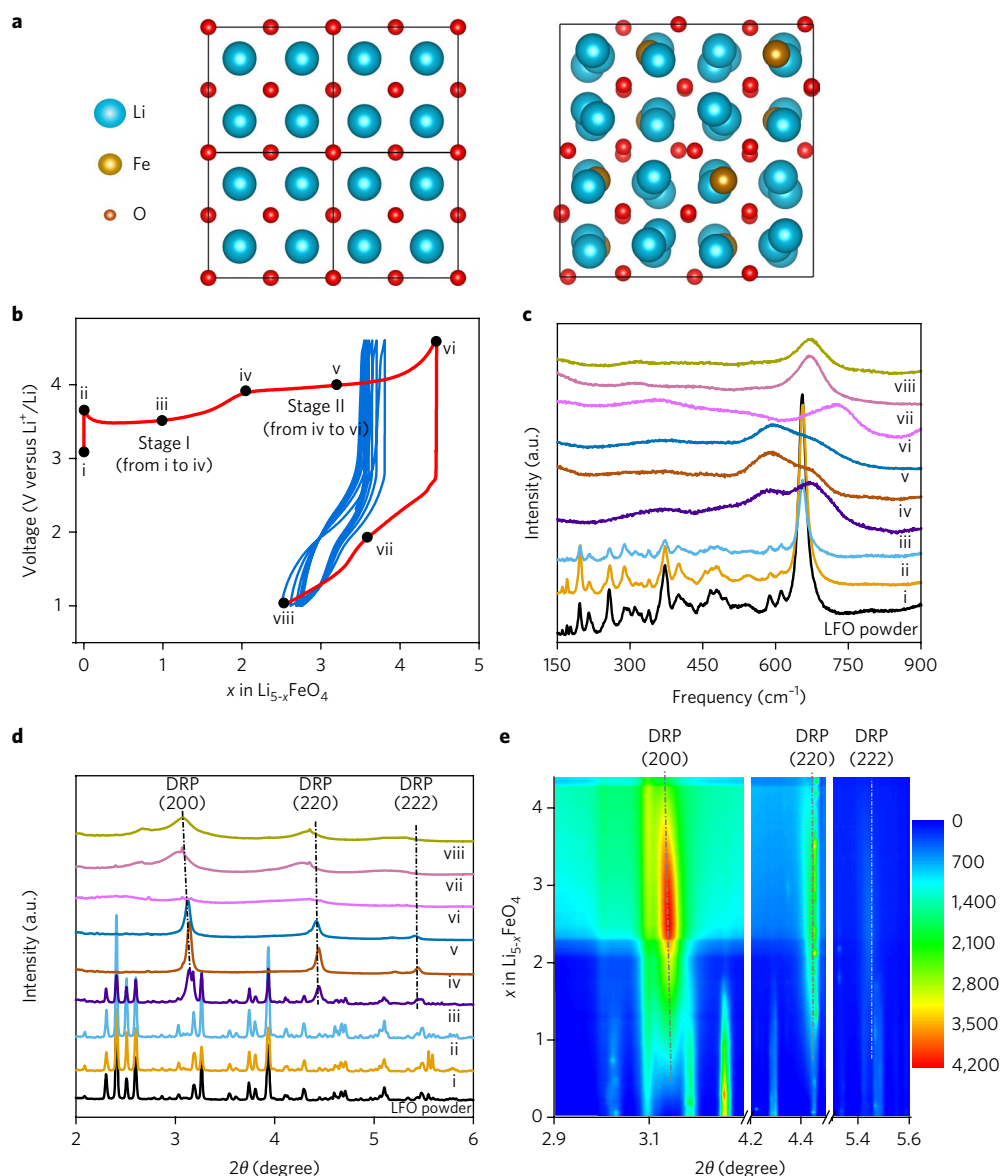 a
Li
Fe
O
b
Voltage (V versus Li⁺/Li)
4
3
2
1
0
1
2
3
4
5
x in Li₅₋ₓFeO₄
i
ii
iii
iv
v
vi
vii
viii
Stage I
(from i to iv)
Stage II
(from iv to vi)
c
Intensity (a.u.)
viii
vii
vi
v
iv
iii
ii
i
LFO powder
150
300
450
600
750
900
Frequency (cm⁻¹)
d
Intensity (a.u.)
DRP
(200)
DRP
(220)
DRP
(222)
viii
vii
vi
v
iv
iii
ii
i
LFO powder
2
3
4
5
6
2θ (degree)
e
DRP
(200)
DRP
(220)
DRP
(222)
x in Li₅₋ₓFeO₄
4
3
2
1
0
2.9
3.1
4.2
4.4
5.4
5.6
2θ (degree)
0
700
1,400
2,100
2,800
3,500
4,200